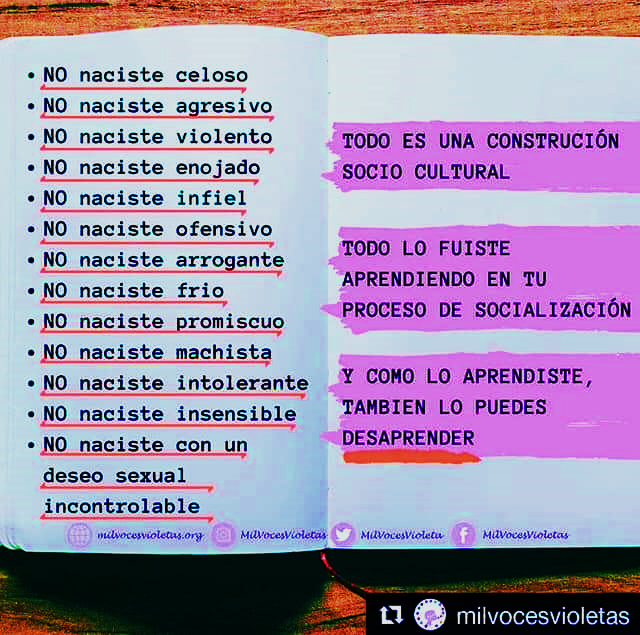 • NO naciste celoso
• NO naciste agresivo
• NO naciste violento
• NO naciste enojado
• NO naciste infiel
• NO naciste ofensivo
• NO naciste arrogante
• NO naciste frio
• NO naciste promiscuo
• NO naciste machista
• NO naciste intolerante
• NO naciste insensible
• NO naciste con un
deseo sexual
incontrolable
TODO ES UNA CONSTRUCIÓN
SOCIO CULTURAL
TODO LO FUISTE
APRENDIENDO EN TU
PROCESO DE SOCIALIZACIÓN
Y COMO LO APRENDISTE,
TAMBIEN LO PUEDES
DESAPRENDER
milvocesvioletas.org MilVocesVioletas MilVocesVioleta MilVocesVioletas
milvocesvioletas